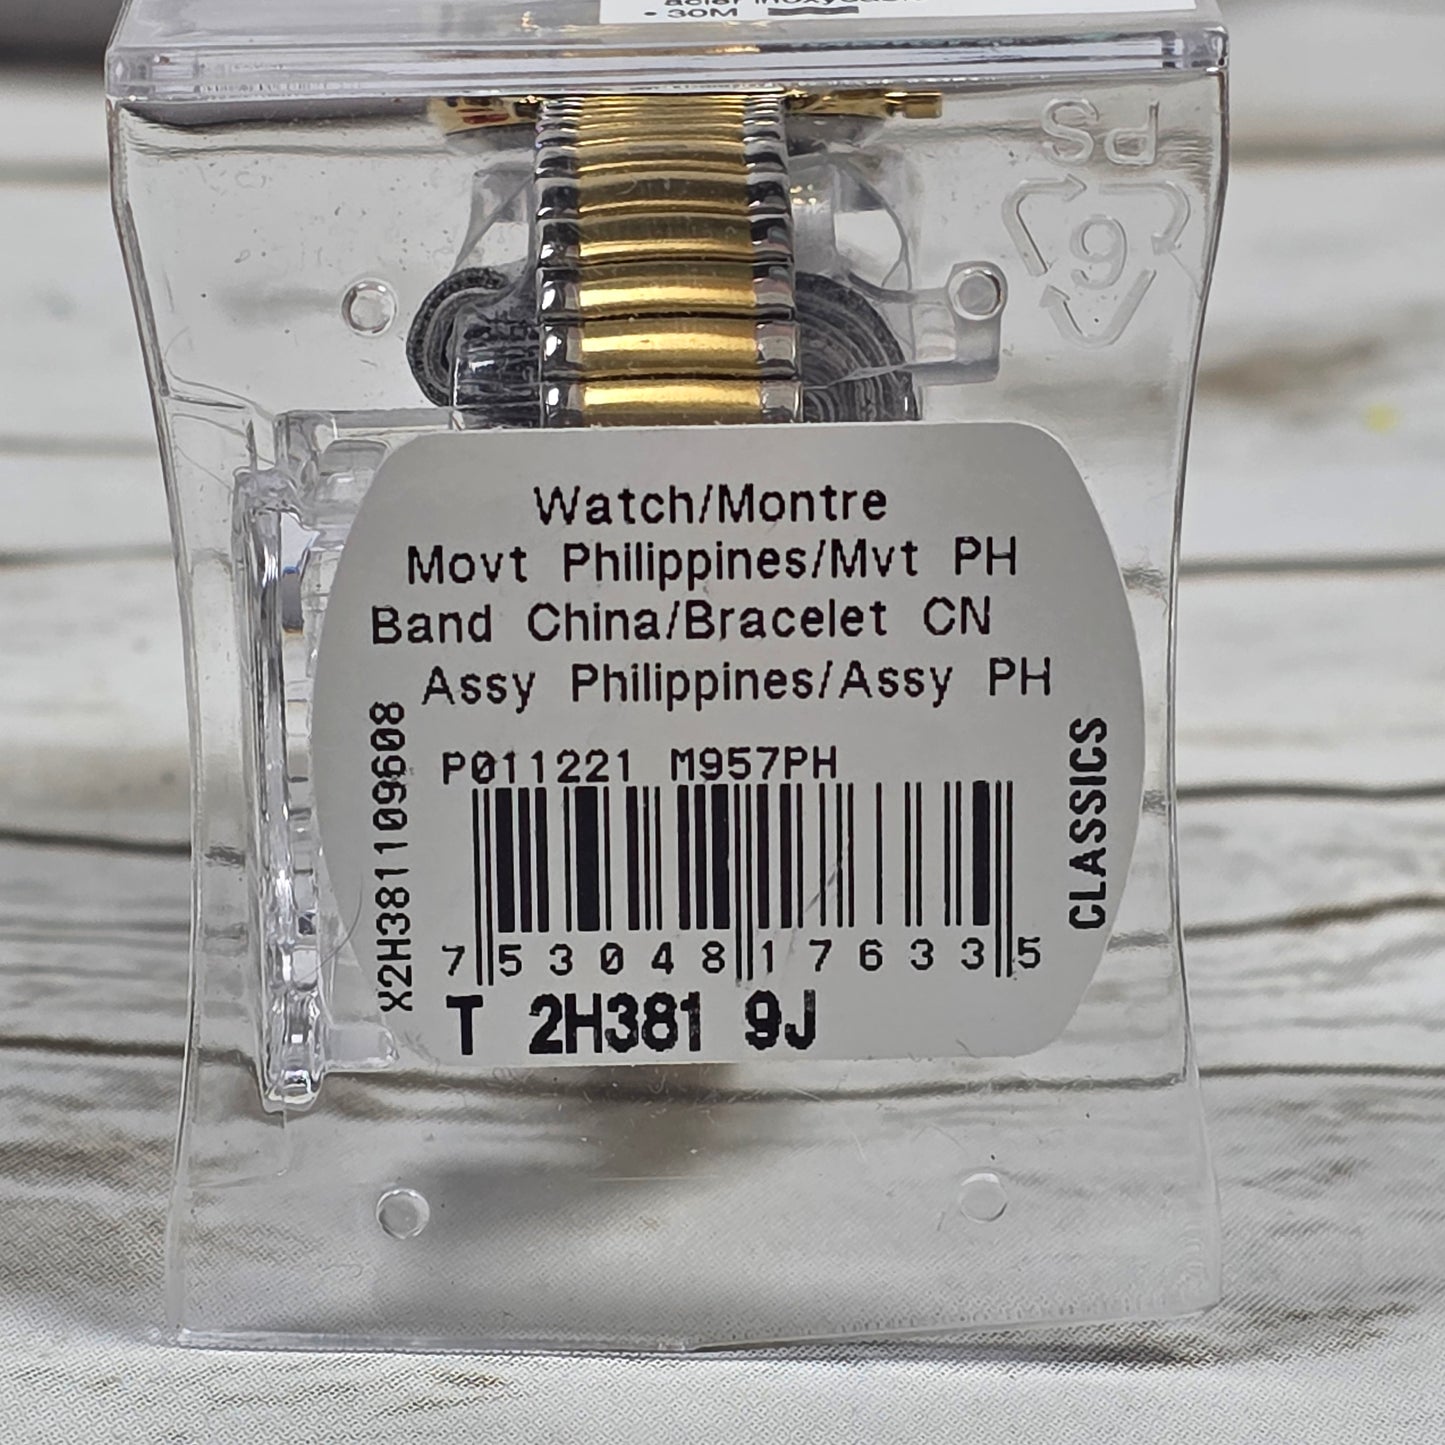 • 30M
PS
6
Watch/Montre
Movt Philippines/Mvt PH
Band China/Bracelet CN
Assy Philippines/Assy PH
X2H381109608
P011221 M957PH
CLASSICS
7 53048 17633 5
T 2H381 9J